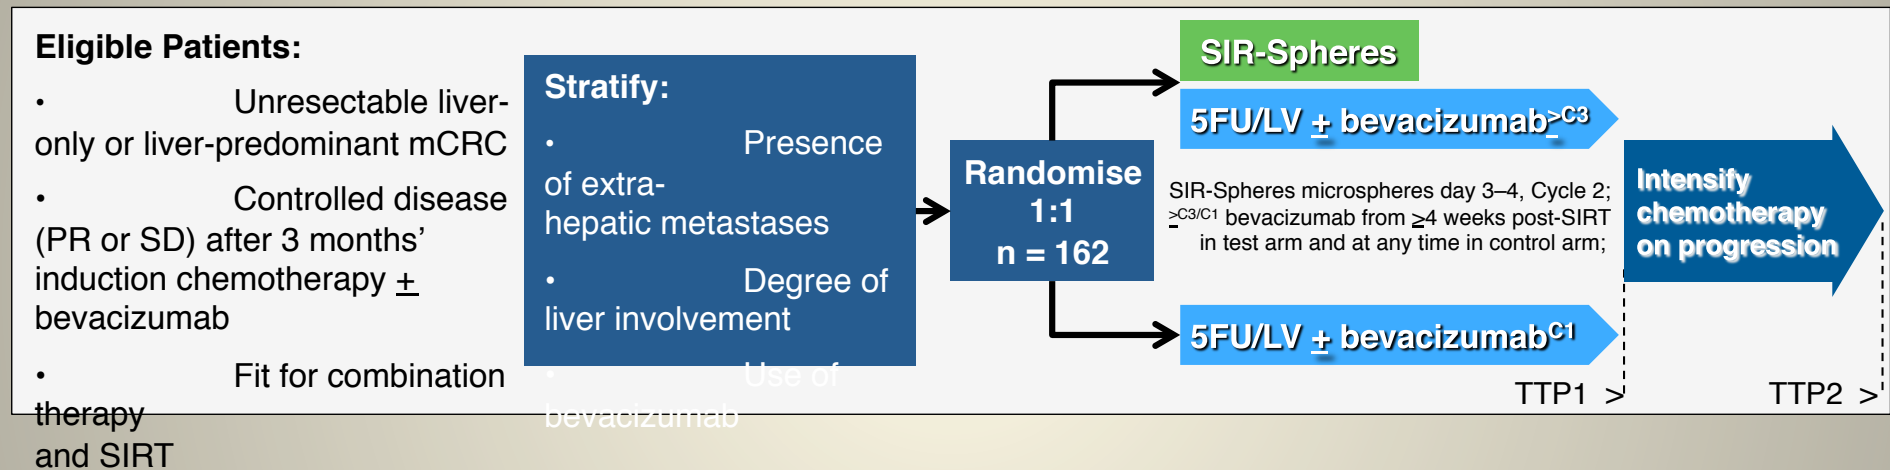 Eligible Patients:
• Unresectable liver-
only or liver-predominant mCRC
• Controlled disease
(PR or SD) after 3 months’
induction chemotherapy +
bevacizumab
• Fit for combination
therapy
and SIRT
Stratify:
• Presence
of extra-
hepatic metastases
• Degree of
liver involvement
• Use of
bevacizumab
Randomise
1:1
n = 162
SIR-Spheres
5FU/LV + bevacizumab>C3
SIR-Spheres microspheres day 3–4, Cycle 2;
>C3/C1 bevacizumab from >4 weeks post-SIRT
in test arm and at any time in control arm;
5FU/LV + bevacizumabC1
Intensify
chemotherapy
on progression
TTP1 >
TTP2 >